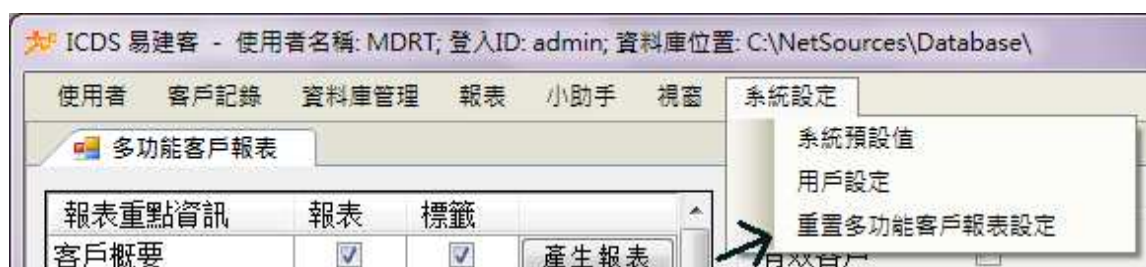 ICDS 易建客 - 使用者名稱: MDRT; 登入ID: admin; 資料庫位置: C:\NetSources\Database\
使用者 客戶記錄 資料庫管理 報表 小助手 視窗 系統設定
系統預設值
用戶設定
重置多功能客戶報表設定
多功能客戶報表
報表重點資訊 報表 標籤
客戶概要 產生報表 有效客戶